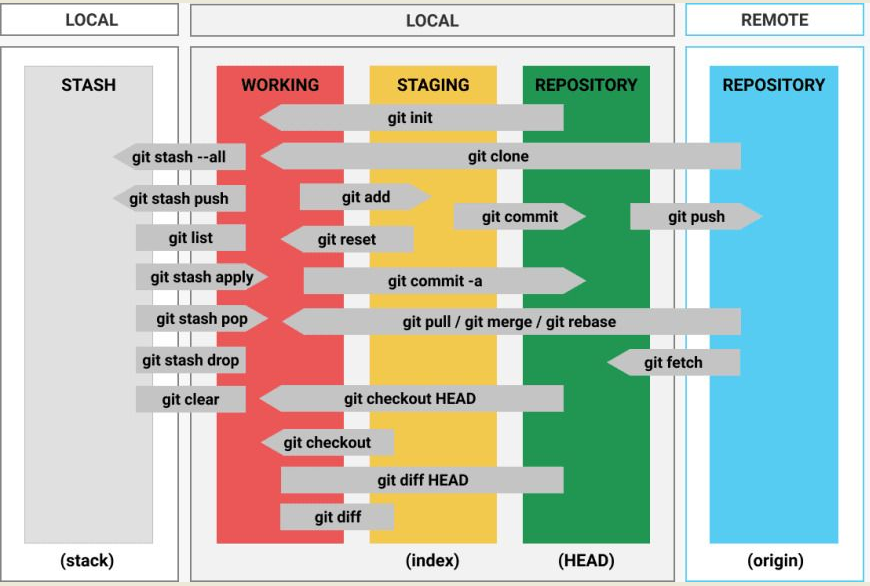 LOCAL
LOCAL
REMOTE
STASH
WORKING
STAGING
REPOSITORY
REPOSITORY
git init
git stash --all
git clone
git stash push
git add
git commit
git push
git list
git reset
git stash apply
git commit -a
git stash pop
git pull / git merge / git rebase
git stash drop
git fetch
git clear
git checkout HEAD
git checkout
git diff HEAD
git diff
(stack)
(index)
(HEAD)
(origin)